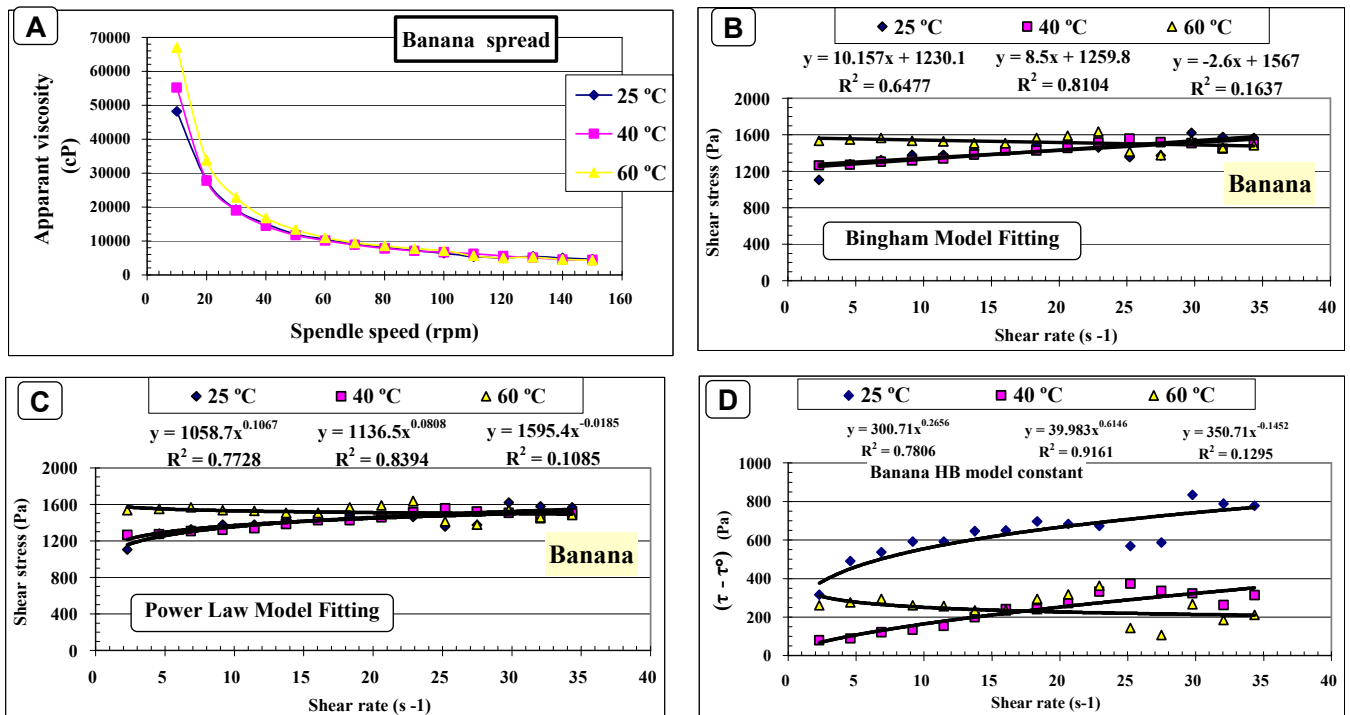 A
Banana spread
Apparant viscosity
(cP)
70000
60000
50000
40000
30000
20000
10000
0
25 ºC
40 ºC
60 ºC
0 20 40 60 80 100 120 140 160
Spendle speed (rpm)
B
25 ºC 40 ºC 60 ºC
y = 10.157x + 1230.1 y = 8.5x + 1259.8 y = -2.6x + 1567
R² = 0.6477 R² = 0.8104 R² = 0.1637
Shear stress (Pa)
2000
1600
1200
800
400
0
Banana
Bingham Model Fitting
0 5 10 15 20 25 30 35 40
Shear rate (s -1)
C
25 ºC 40 ºC 60 ºC
y = 1058.7x^0.1067 y = 1136.5x^0.0808 y = 1595.4x^-0.0185
R² = 0.7728 R² = 0.8394 R² = 0.1085
Shear stress (Pa)
2000
1600
1200
800
400
0
Banana
Power Law Model Fitting
0 5 10 15 20 25 30 35 40
Shear rate (s -1)
D
25 ºC 40 ºC 60 ºC
y = 300.71x^0.2656 y = 39.983x^0.6146 y = 350.71x^-0.1452
R² = 0.7806 R² = 0.9161 R² = 0.1295
Banana HB model constant
(τ - τº) (Pa)
1000
800
600
400
200
0
0 5 10 15 20 25 30 35 40
Shear rate (s-1)